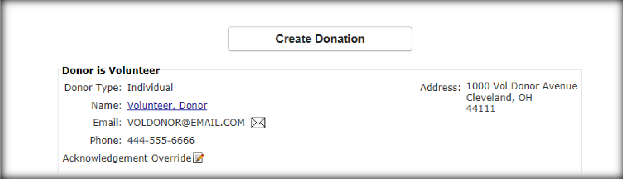 Create Donation
Donor is Volunteer
Donor Type: Individual
Name: Volunteer, Donor
Email: VOLDONOR@EMAIL.COM
Phone: 444-555-6666
Acknowledgement Override
Address: 1000 Vol Donor Avenue
Cleveland, OH
44111